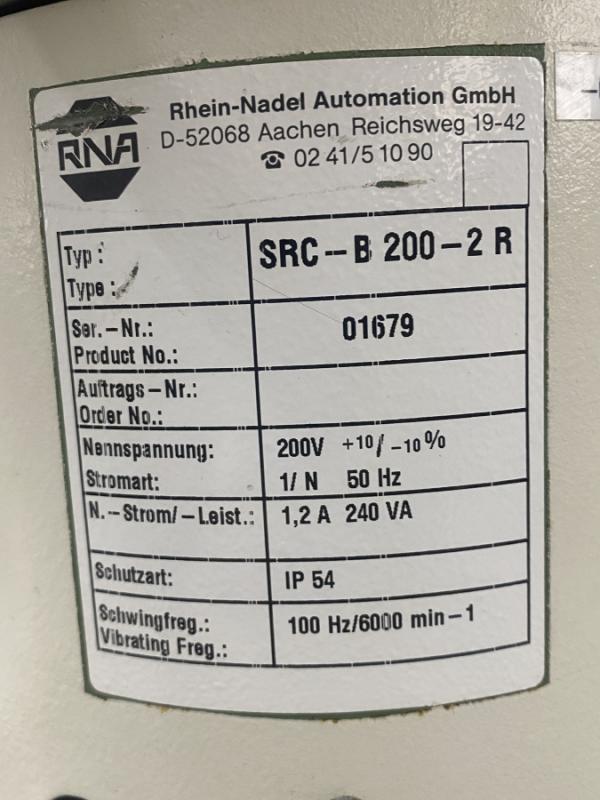 RNA
Rhein-Nadel Automation GmbH
D-52068 Aachen Reichsweg 19-42
☎ 02 41/5 10 90
Typ :
Type :
SRC-B 200-2 R
Ser.-Nr.:
Product No.:
01679
Auftrags-Nr.:
Order No.:
Nennspannung:
200V +10/-10%
Stromart:
1/ N 50 Hz
N.-Strom/-Leist.:
1,2 A 240 VA
Schutzart:
IP 54
Schwingfreg.:
Vibrating Freg.:
100 Hz/6000 min-1